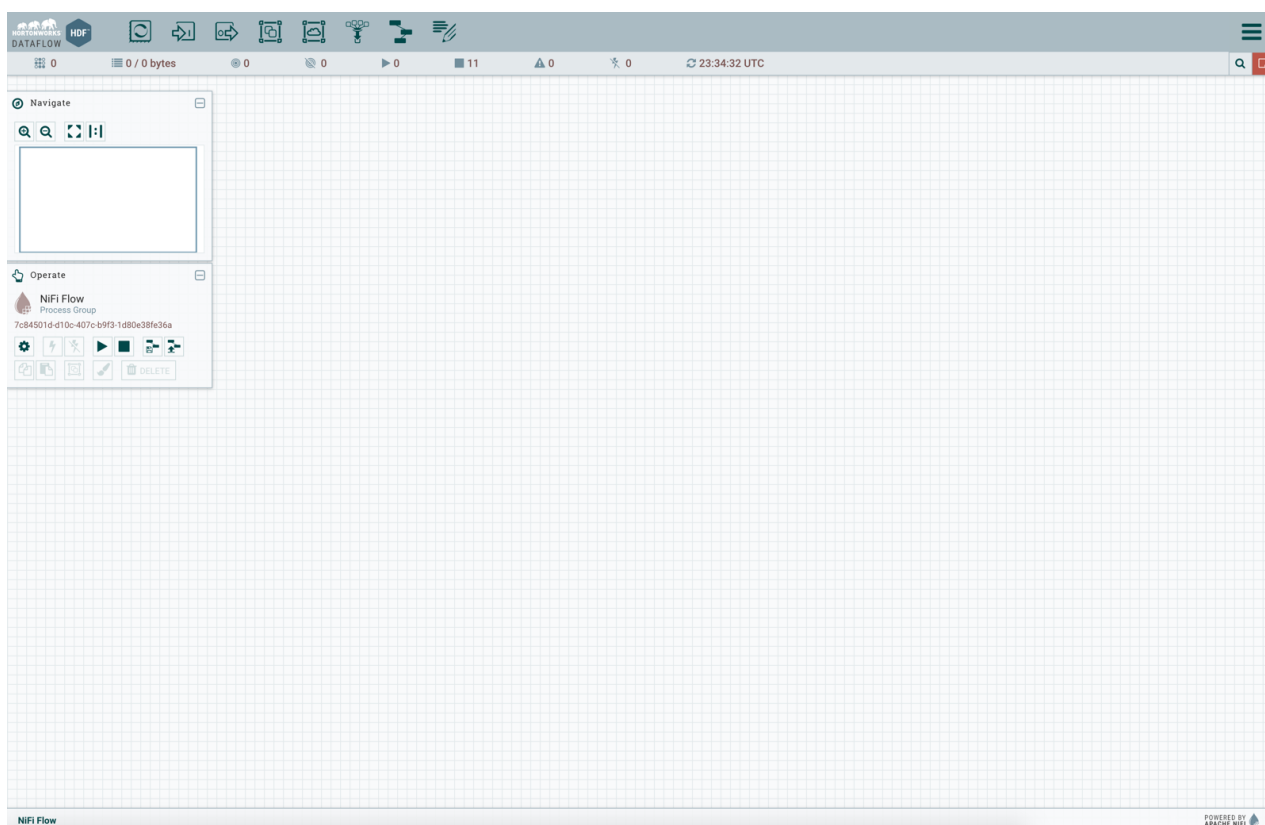 HORTONWORKS
DATAFLOW
HDF
0
0 / 0 bytes
0
0
0
11
0
0
23:34:32 UTC
Navigate
Operate
NiFi Flow
Process Group
7c84501d-d10c-407c-b9f3-1d80e38fe36a
DELETE
NiFi Flow
POWERED BY
APACHE NIFI